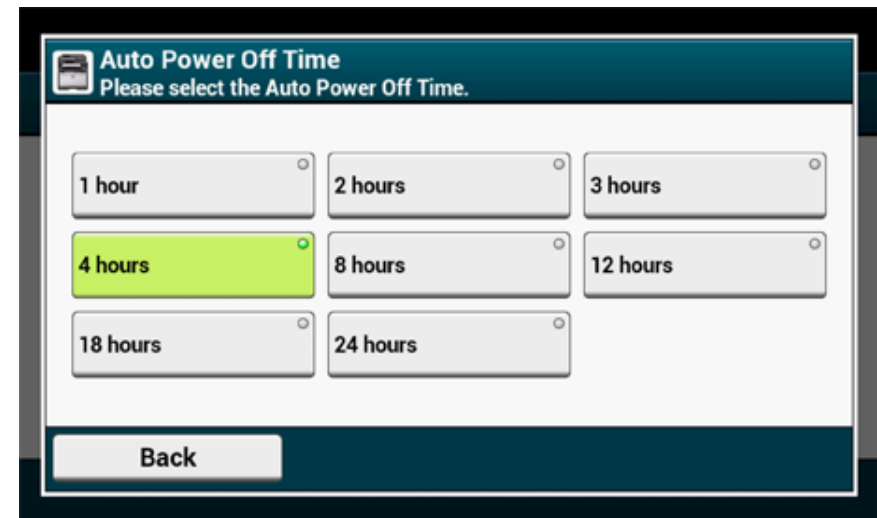 Auto Power Off Time
Please select the Auto Power Off Time.
1 hour
2 hours
3 hours
4 hours
8 hours
12 hours
18 hours
24 hours
Back